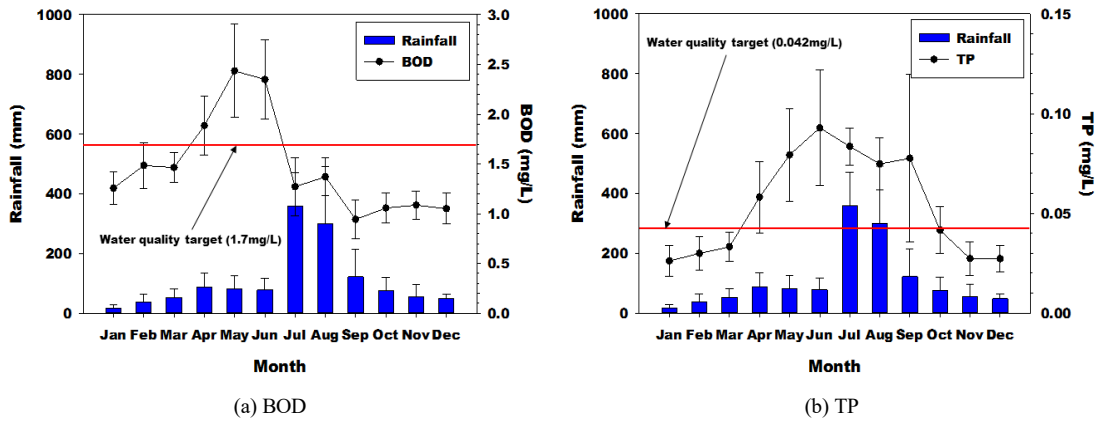 1000
800
600
400
200
0
Rainfall (mm)
3.0
2.5
2.0
1.5
1.0
0.5
0.0
BOD (mg/L)
Rainfall
BOD
Water quality target (1.7mg/L)
Jan Feb Mar Apr May Jun Jul Aug Sep Oct Nov Dec
Month
(a) BOD
1000
800
600
400
200
0
Rainfall (mm)
0.15
0.10
0.05
0.00
TP (mg/L)
Water quality target (0.042mg/L)
Rainfall
TP
Jan Feb Mar Apr May Jun Jul Aug Sep Oct Nov Dec
Month
(b) TP